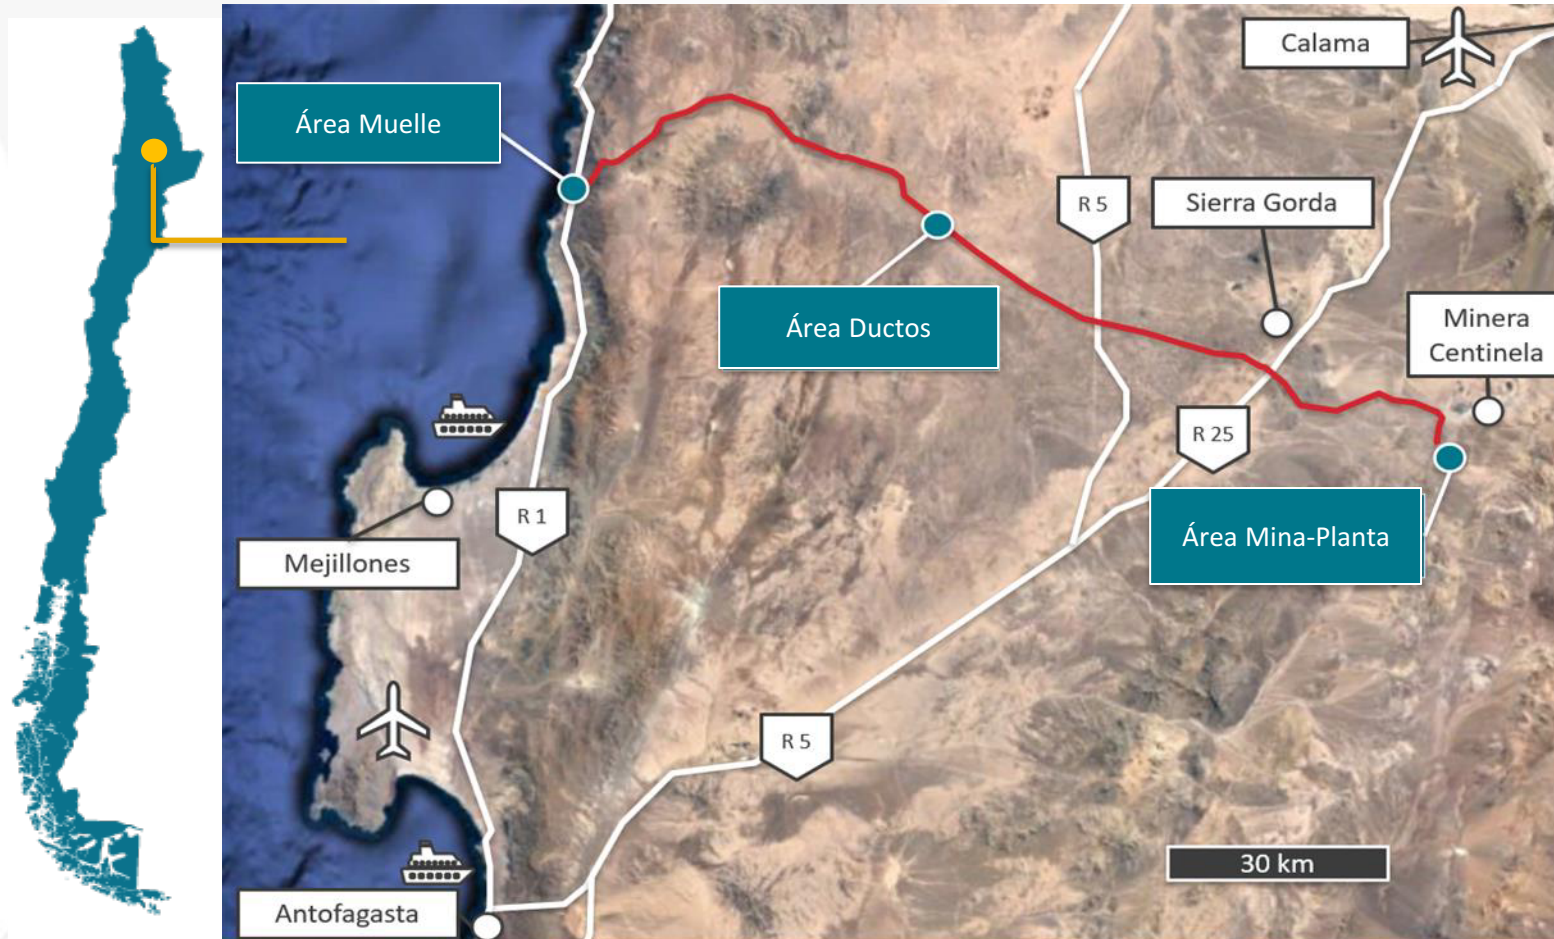 Calama
Área Muelle
R 5
Sierra Gorda
Área Ductos
Minera
Centinela
R 25
R 1
Área Mina-Planta
Mejillones
R 5
30 km
Antofagasta